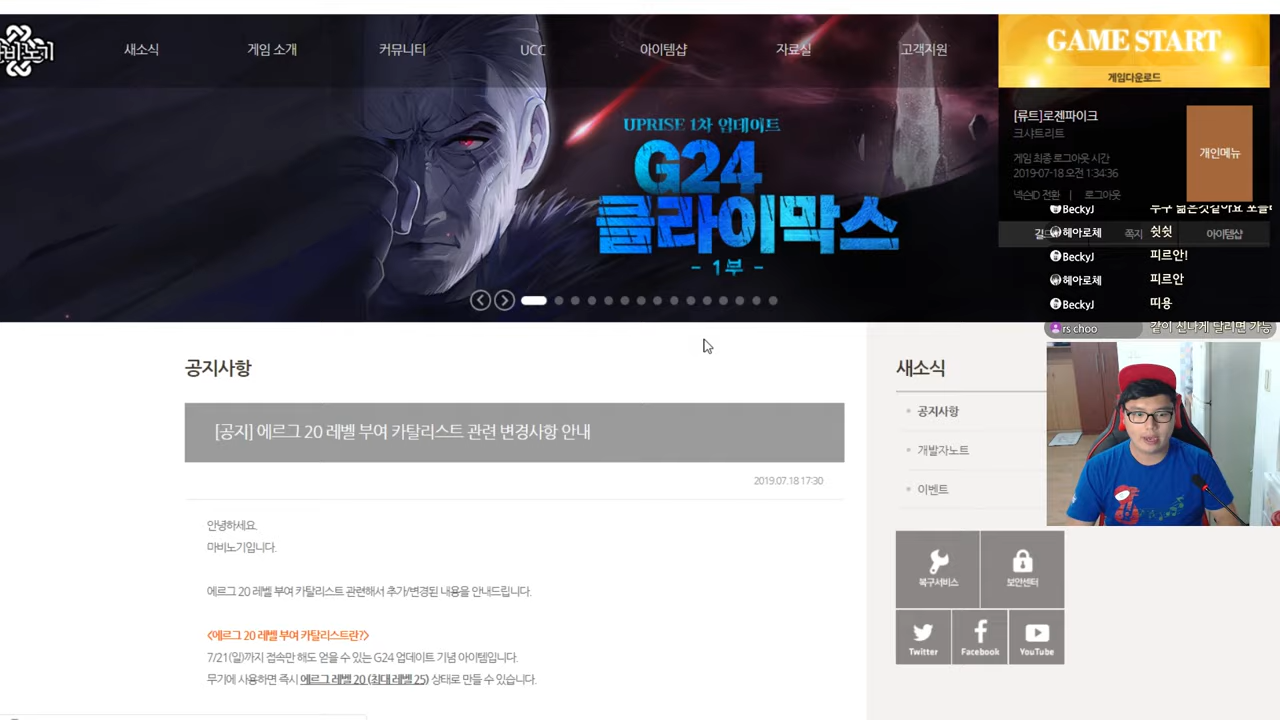 마비노기
새소식
게임 소개
커뮤니티
UCC
아이템샵
자료실
고객지원
GAME START
게임다운로드
UPRISE 1차 업데이트
G24
클라이막스
- 1부 -
[류트]로젠파이크
크샤트리트
게임 최종 로그아웃 시간
2019-07-18 오전 1:34:36
개인메뉴
넥슨ID 전환 | 로그아웃
쪽지
아이템샵
BeckyJ
헤아로체 쉿쉿
BeckyJ 피르안!
헤아로체 피르안
BeckyJ 띠용
rs choo 같이 신나게 달리면 가능
공지사항
[공지] 에르그 20 레벨 부여 카탈리스트 관련 변경사항 안내
2019.07.18 17:30
안녕하세요.
마비노기입니다.
에르그 20 레벨 부여 카탈리스트 관련해서 추가/변경된 내용을 안내드립니다.
<에르그 20 레벨 부여 카탈리스트란?>
7/21(일)까지 접속만 해도 얻을 수 있는 G24 업데이트 기념 아이템입니다.
무기에 사용하면 즉시 에르그 레벨 20 (최대 레벨 25) 상태로 만들 수 있습니다.
새소식
공지사항
개발자노트
이벤트
복구서비스
보안센터
Twitter
Facebook
YouTube